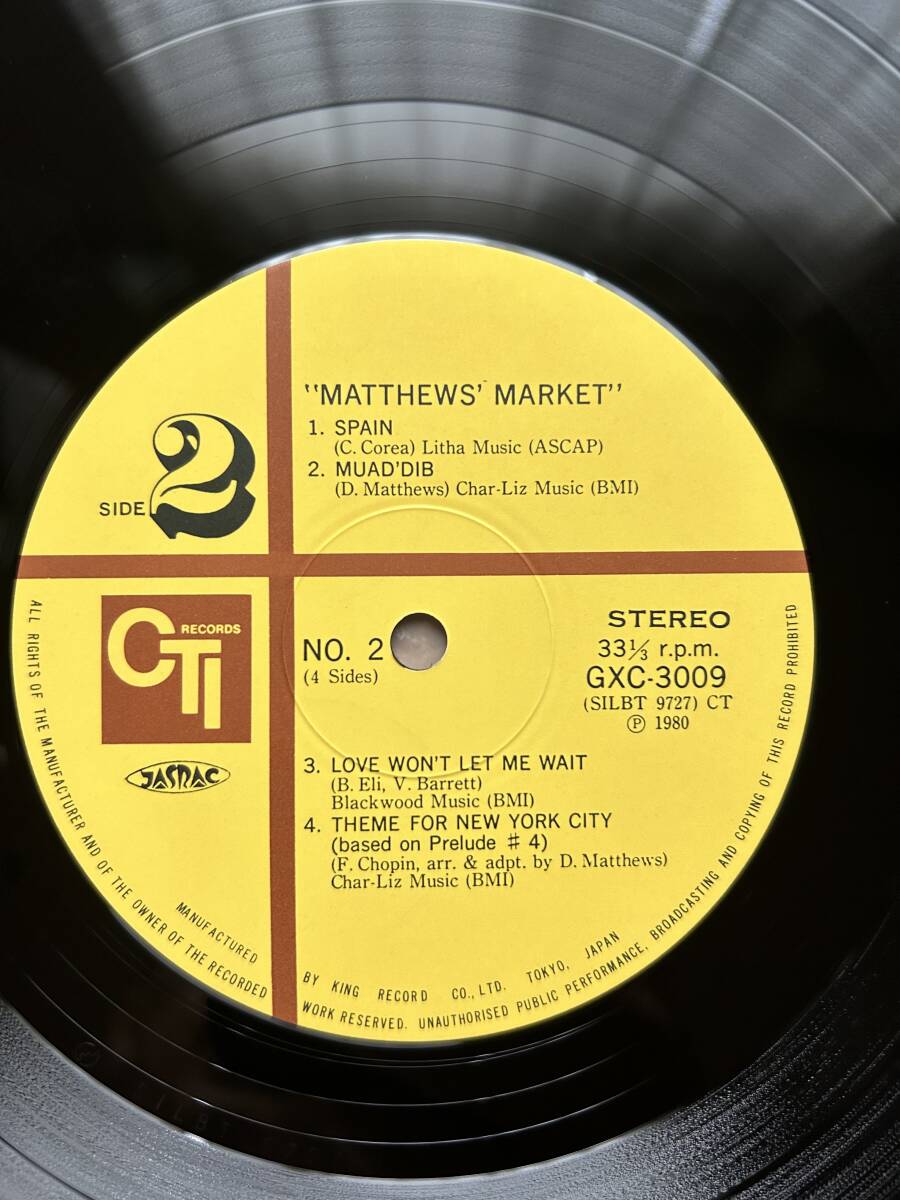 "MATTHEWS' MARKET"
1. SPAIN
(C. Corea) Litha Music (ASCAP)
2. MUAD'DIB
(D. Matthews) Char-Liz Music (BMI)
SIDE 2
CTI RECORDS
JASRAC
NO. 2
(4 Sides)
STEREO
33⅓ r.p.m.
GXC-3009
(SILBT 9727) CT
Ⓟ 1980
3. LOVE WON'T LET ME WAIT
(B. Eli, V. Barrett)
Blackwood Music (BMI)
4. THEME FOR NEW YORK CITY
(based on Prelude ♯ 4)
(F. Chopin, arr. & adpt. by D. Matthews)
Char-Liz Music (BMI)
MANUFACTURED BY KING RECORD CO., LTD. TOKYO, JAPAN
ALL RIGHTS OF THE MANUFACTURER AND OF THE OWNER OF THE RECORDED WORK RESERVED. UNAUTHORISED PUBLIC PERFORMANCE, BROADCASTING AND COPYING OF THIS RECORD PROHIBITED